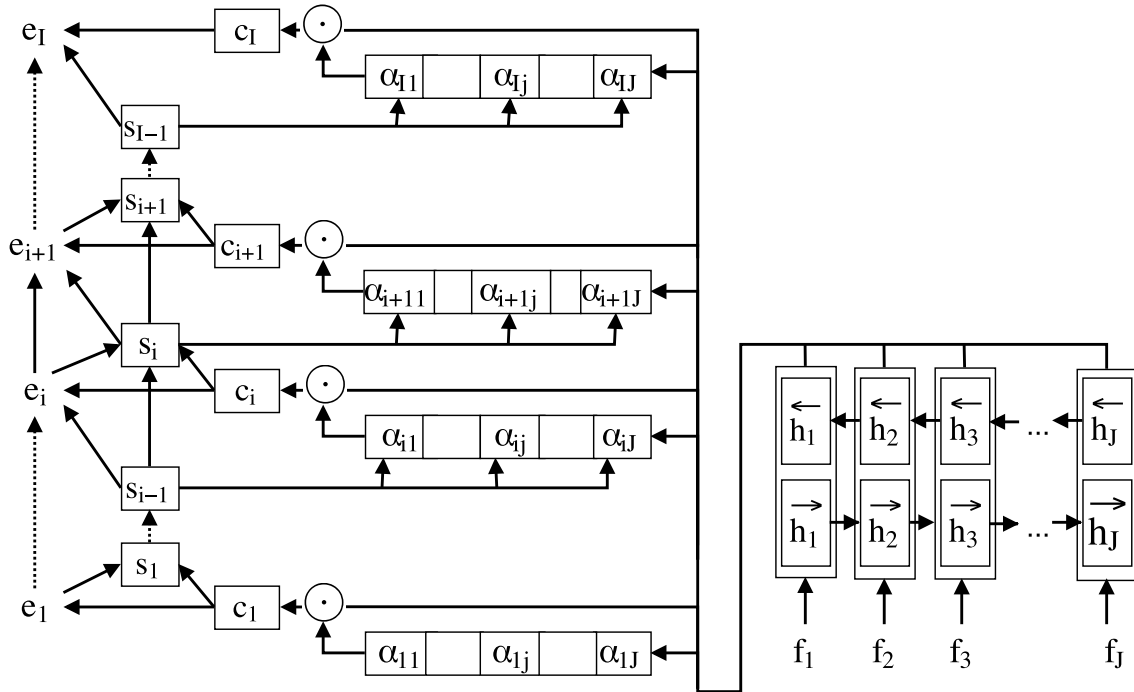 e_I c_I ⊙
α_I1 α_Ij α_IJ
s_I−1
s_i+1
e_i+1 c_i+1 ⊙
α_i+11 α_i+1j α_i+1J
s_i
e_i c_i ⊙
α_i1 α_ij α_iJ
s_i−1
s_1
e_1 c_1 ⊙
α_11 α_1j α_1J
←h_1 ←h_2 ←h_3 ... ←h_J
→h_1 →h_2 →h_3 ... →h_J
f_1 f_2 f_3 f_J